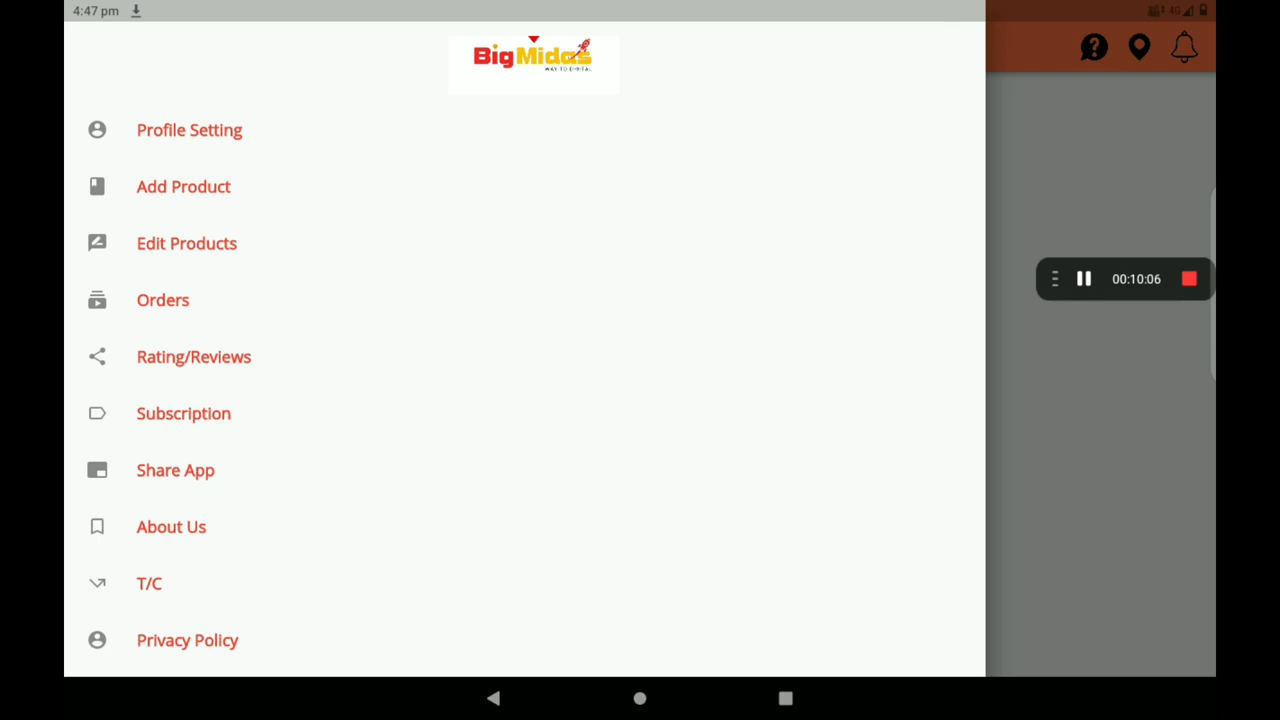 4:47 pm
4G
BigMidas
WAY TO DIGITAL
Profile Setting
Add Product
Edit Products
00:10:06
Orders
Rating/Reviews
Subscription
Share App
About Us
T/C
Privacy Policy